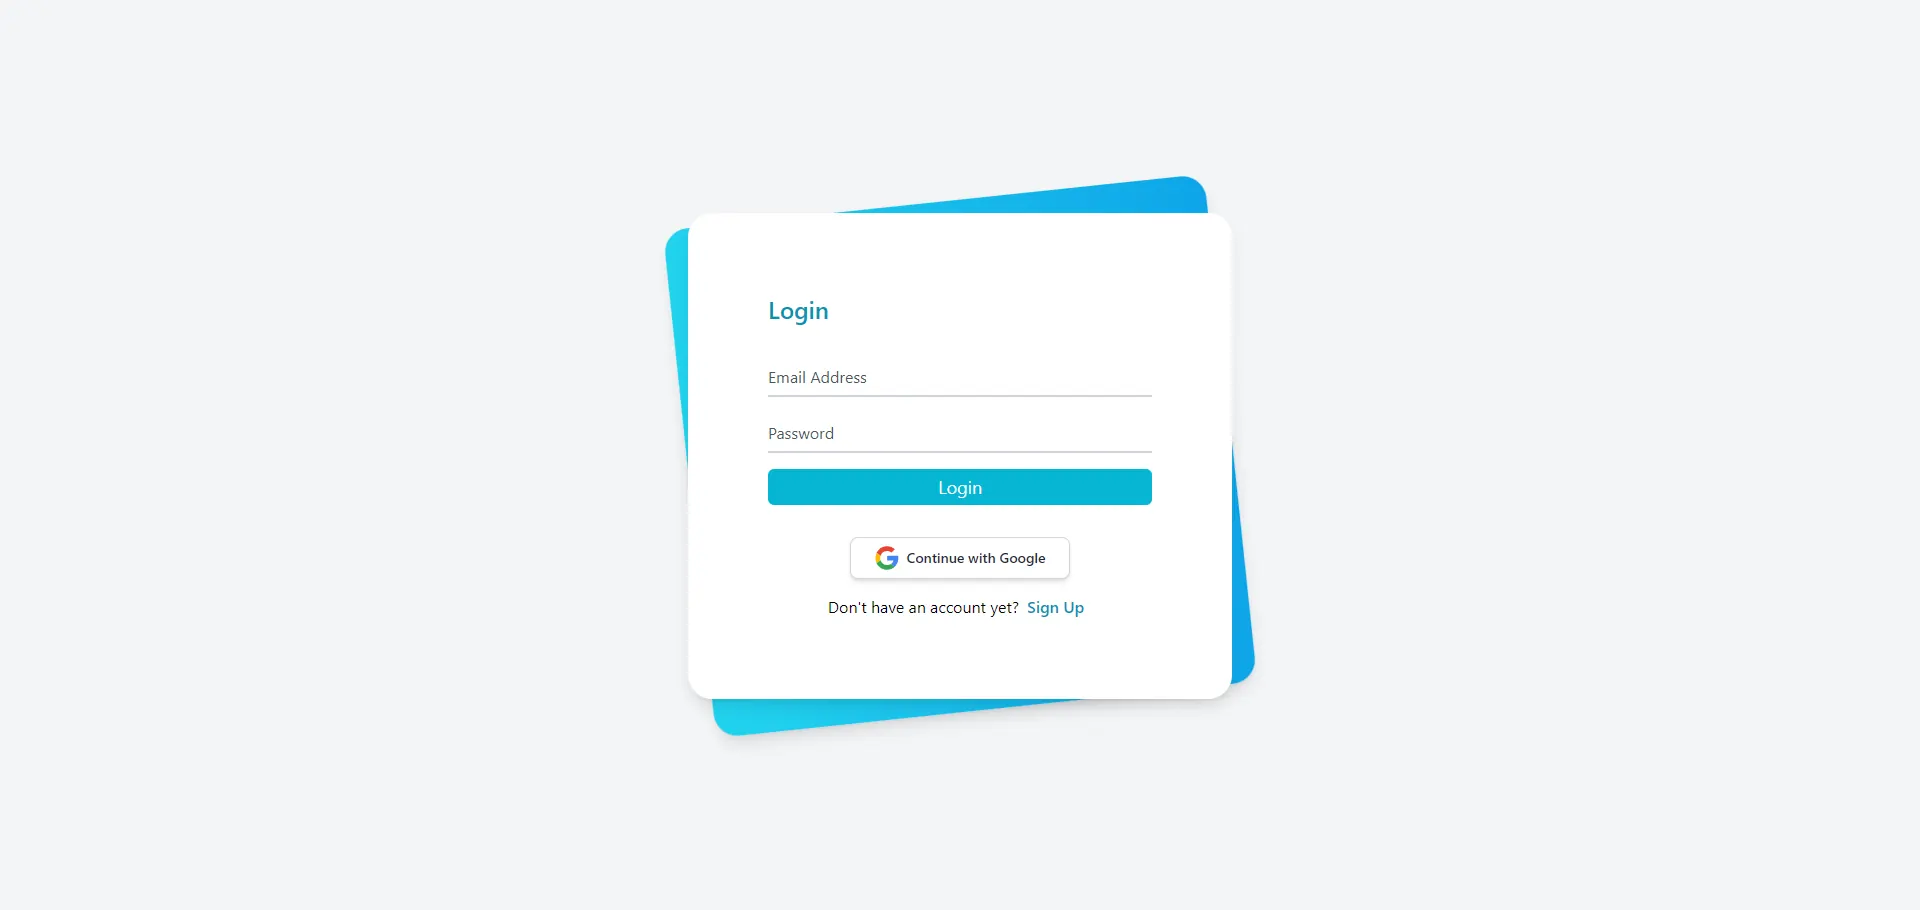 Login
Email Address
Password
Login
Continue with Google
Don't have an account yet? Sign Up